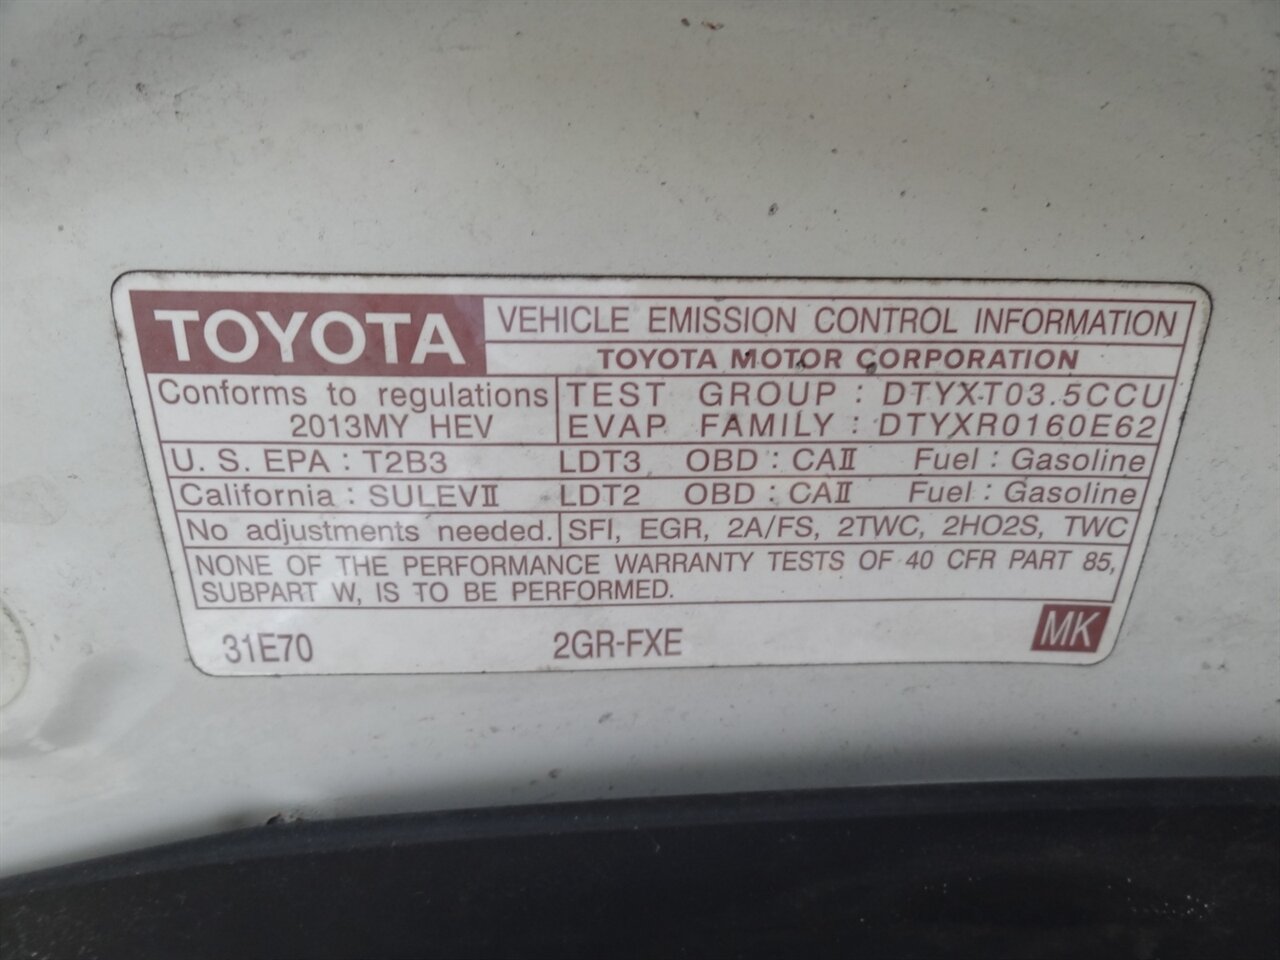 TOYOTA
VEHICLE EMISSION CONTROL INFORMATION
TOYOTA MOTOR CORPORATION
Conforms to regulations
2013MY HEV
TEST GROUP : DTYXT03.5CCU
EVAP FAMILY : DTYXR0160E62
U. S. EPA : T2B3 LDT3 OBD : CAII Fuel : Gasoline
California : SULEVII LDT2 OBD : CAII Fuel : Gasoline
No adjustments needed. SFI, EGR, 2A/FS, 2TWC, 2HO2S, TWC
NONE OF THE PERFORMANCE WARRANTY TESTS OF 40 CFR PART 85,
SUBPART W, IS TO BE PERFORMED.
31E70 2GR-FXE MK